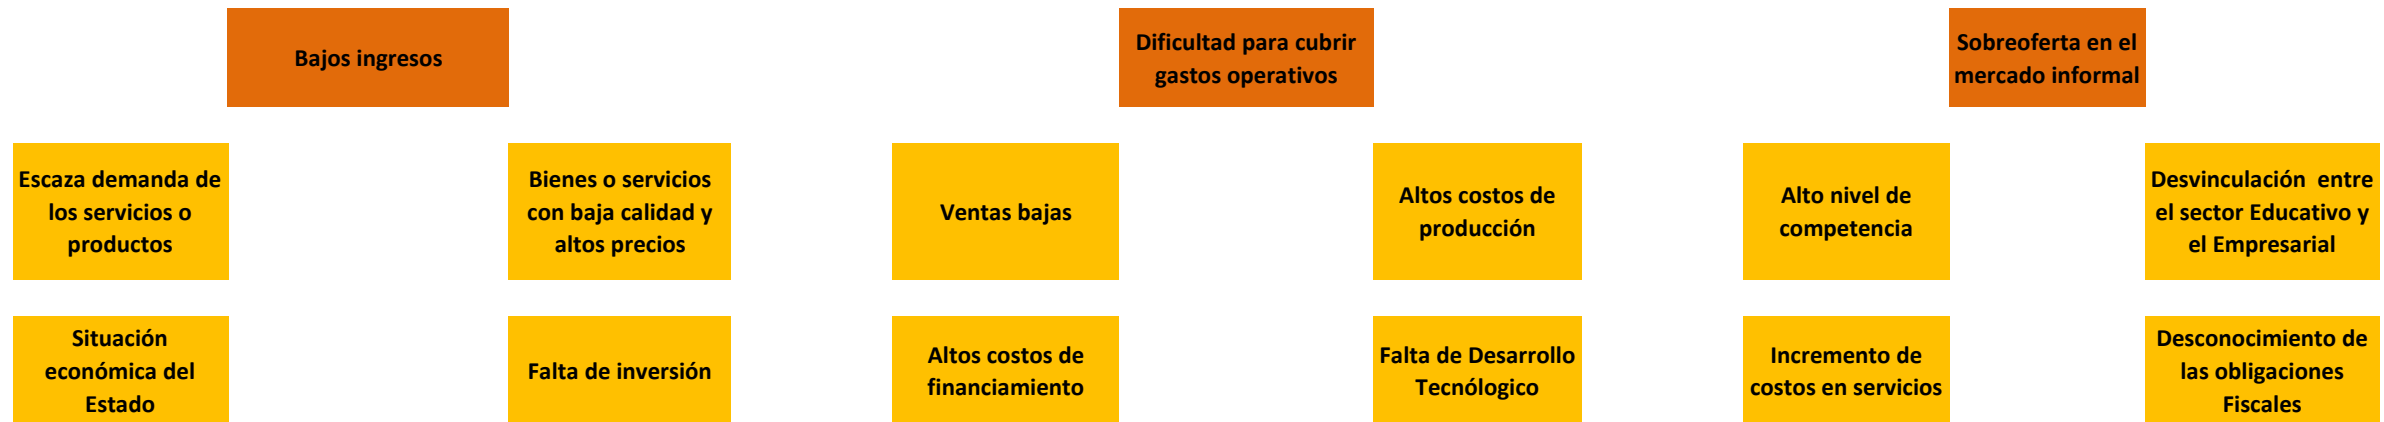 Bajos ingresos
Dificultad para cubrir
gastos operativos
Sobreoferta en el
mercado informal
Escaza demanda de
los servicios o
productos
Bienes o servicios
con baja calidad y
altos precios
Ventas bajas
Altos costos de
producción
Alto nivel de
competencia
Desvinculación  entre
el sector Educativo y
el Empresarial
Situación
económica del
Estado
Falta de inversión
Altos costos de
financiamiento
Falta de Desarrollo
Tecnólogico
Incremento de
costos en servicios
Desconocimiento de
las obligaciones
Fiscales